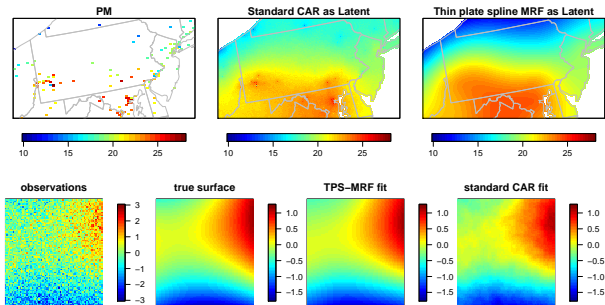 PM Standard CAR as Latent Thin plate spline MRF as Latent
10 15 20 25 10 15 20 25 10 15 20 25
observations true surface TPS−MRF fit standard CAR fit
3 1.0 1.0 1.0
2 0.5 0.5 0.5
1 0.0 0.0 0.0
0 −0.5 −0.5 −0.5
−1 −1.0 −1.0 −1.0
−2 −1.5 −1.5 −1.5
−3